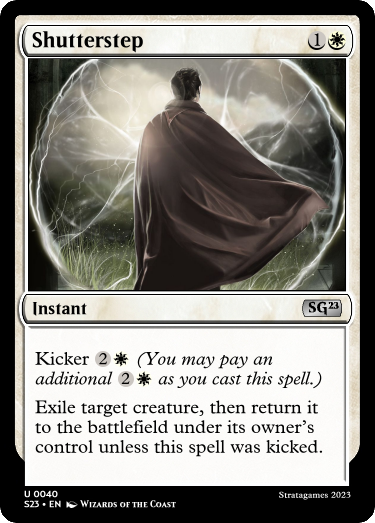 Shutterstep 1
Instant SG23
Kicker 2 (You may pay an
additional 2 as you cast this spell.)
Exile target creature, then return it
to the battlefield under its owner's
control unless this spell was kicked.
U 0040 Stratagames 2023
S23 • EN Wizards of the Coast